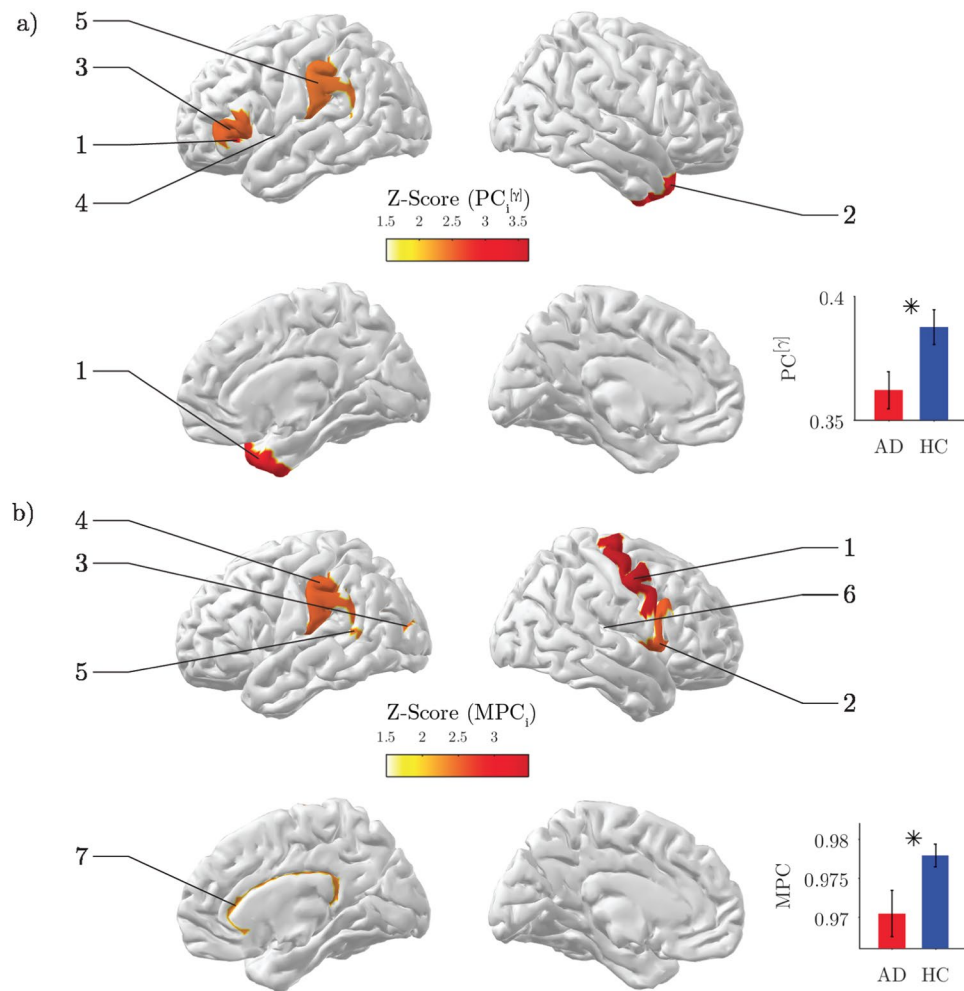 a)
5
3
1
4
2
Z-Score (PC_i^[γ])
1.5 2 2.5 3 3.5
1
0.4
0.35
PC^[γ]
*
AD HC
b)
4
3
5
1
6
2
Z-Score (MPC_i)
1.5 2 2.5 3
7
0.98
0.975
0.97
MPC
*
AD HC